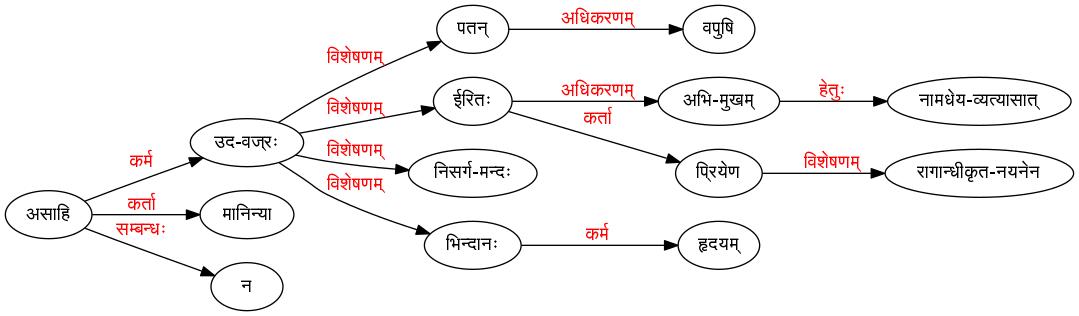 अधिकरणम्
पतन्
वपुषि
विशेषणम्
अधिकरणम्
हेतुः
विशेषणम्
ईरितः
अभि-मुखम्
नामधेय-व्यत्यासात्
कर्ता
उद-वज्रः
विशेषणम्
कर्म
विशेषणम्
निसर्ग-मन्दः
प्रियेण
रागान्धीकृत-नयनेन
विशेषणम्
कर्ता
असाहि
मानिन्या
सम्बन्धः
कर्म
भिन्दानः
हृदयम्
न